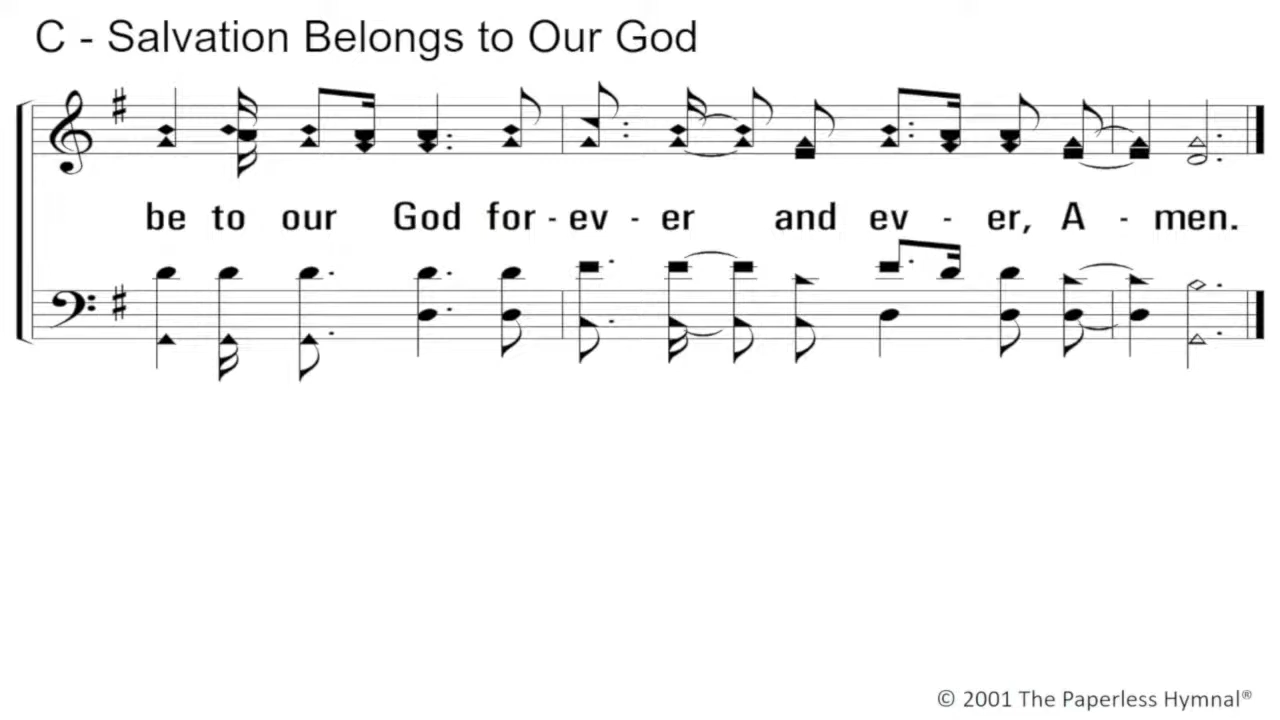 C - Salvation Belongs to Our God
be to our God for - ev - er and ev - er, A - men.
© 2001 The Paperless Hymnal®